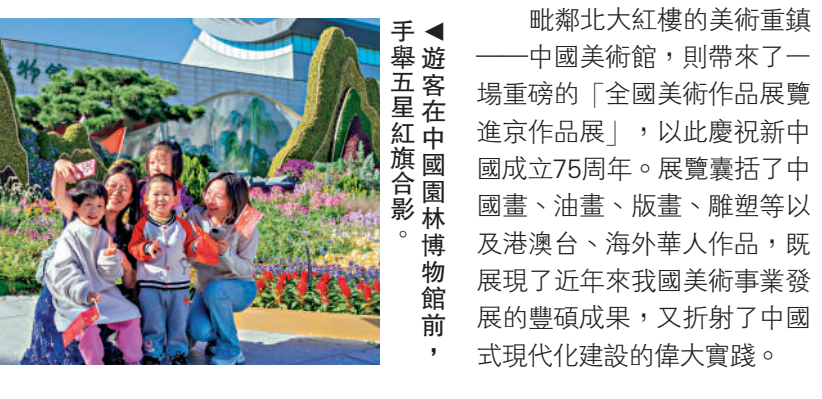 毗鄰北大紅樓的美術重鎮
——中國美術館，則帶來了一
場重磅的「全國美術作品展覽
進京作品展」，以此慶祝新中
國成立75周年。展覽囊括了中
國畫、油畫、版畫、雕塑等以
及港澳台、海外華人作品，既
展現了近年來我國美術事業發
展的豐碩成果，又折射了中國
式現代化建設的偉大實踐。
◀遊客在中國園林博物館前，
手舉五星紅旗合影。
物館